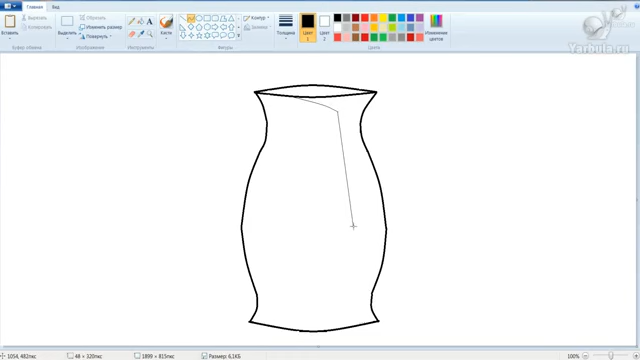 Главная Вид
Вставить
Вырезать
Копировать
Буфер обмена
Выделить
Обрезать
Изменить размер
Повернуть
Изображение
A
Инструменты
Кисти
Контур
Фигуры
Толщина
Цвет 1
Цвет 2
Цвета
Изменение цветов
Yarbula.ru
1054, 482пкс
48 × 320пкс
1899 × 815пкс
Размер: 6,1КБ
100%